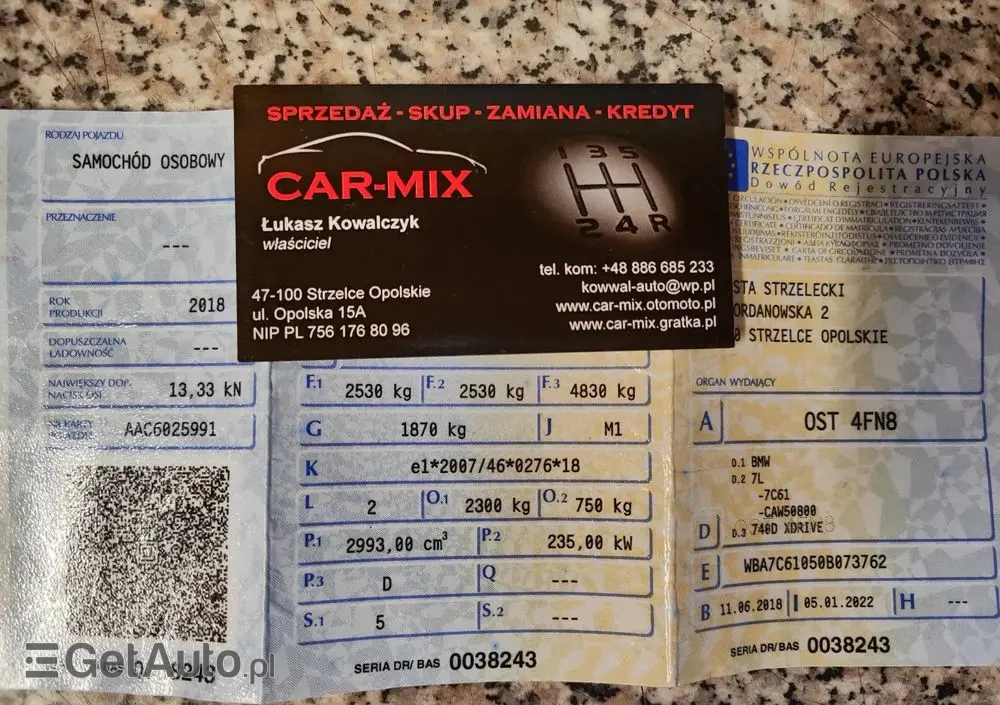 RODZAJ POJAZDU
SAMOCHÓD OSOBOWY
PRZEZNACZENIE
---
ROK
PRODUKCJI
2018
DOPUSZCZALNA
ŁADOWNOŚĆ
---
NAJWIĘKSZY DOP.
NACISK OSI
13,33 kN
NR KARTY
POJAZDU
AAC6025991
SPRZEDAŻ - SKUP - ZAMIANA - KREDYT
CAR-MIX
Łukasz Kowalczyk
właściciel
47-100 Strzelce Opolskie
ul. Opolska 15A
NIP PL 756 176 80 96
1 3 5
2 4 R
tel. kom: +48 886 685 233
kowwal-auto@wp.pl
www.car-mix.otomoto.pl
www.car-mix.gratka.pl
F.1 2530 kg F.2 2530 kg F.3 4830 kg
G 1870 kg J M1
K e1*2007/46*0276*18
L 2 O.1 2300 kg O.2 750 kg
P.1 2993,00 cm³ P.2 235,00 kW
P.3 D Q ---
S.1 5 S.2 ---
SERIA DR/BAS 0038243
WSPÓLNOTA EUROPEJSKA
RZECZPOSPOLITA POLSKA
Dowód Rejestracyjny
STA STRZELECKI
ORDANOWSKA 2
0 STRZELCE OPOLSKIE
ORGAN WYDAJĄCY
A OST 4FN8
D.1 BMW
D.2 7L
-7C61
-CAW50800
D D.3 740D XDRIVE
E WBA7C61050B073762
B 11.06.2018 I 05.01.2022 H ---
SERIA DR/BAS 0038243
GetAuto.pl